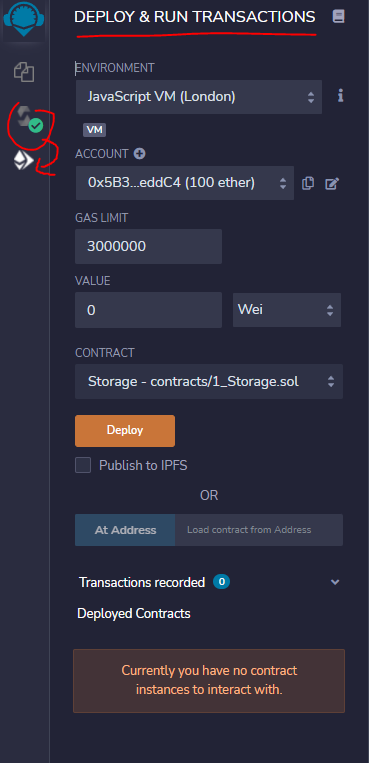 DEPLOY & RUN TRANSACTIONS
ENVIRONMENT
JavaScript VM (London)
VM
ACCOUNT
0x5B3...eddC4 (100 ether)
GAS LIMIT
3000000
VALUE
0 Wei
CONTRACT
Storage - contracts/1_Storage.sol
Deploy
Publish to IPFS
OR
At Address Load contract from Address
Transactions recorded 0
Deployed Contracts
Currently you have no contract
instances to interact with.